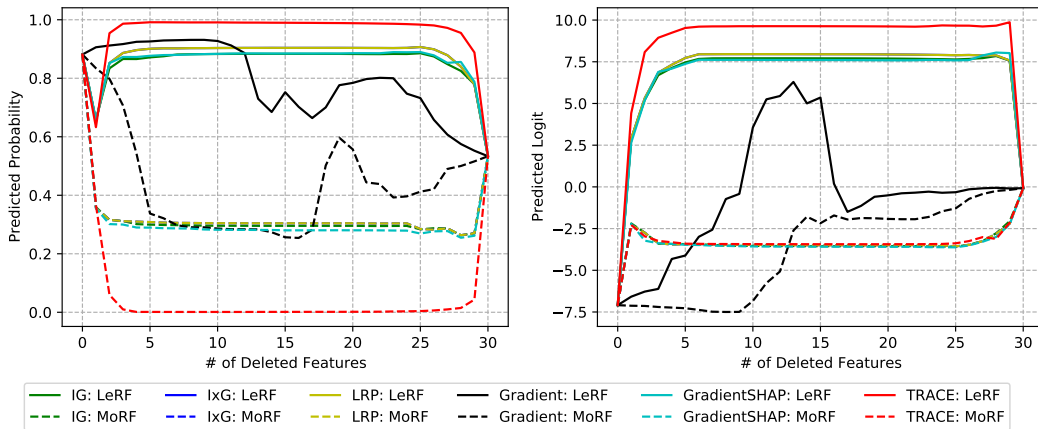 1.0
0.8
0.6
0.4
0.2
0.0
Predicted Probability
0 5 10 15 20 25 30
# of Deleted Features
10.0
7.5
5.0
2.5
0.0
−2.5
−5.0
−7.5
Predicted Logit
0 5 10 15 20 25 30
# of Deleted Features
IG: LeRF IxG: LeRF LRP: LeRF Gradient: LeRF GradientSHAP: LeRF TRACE: LeRF
IG: MoRF IxG: MoRF LRP: MoRF Gradient: MoRF GradientSHAP: MoRF TRACE: MoRF